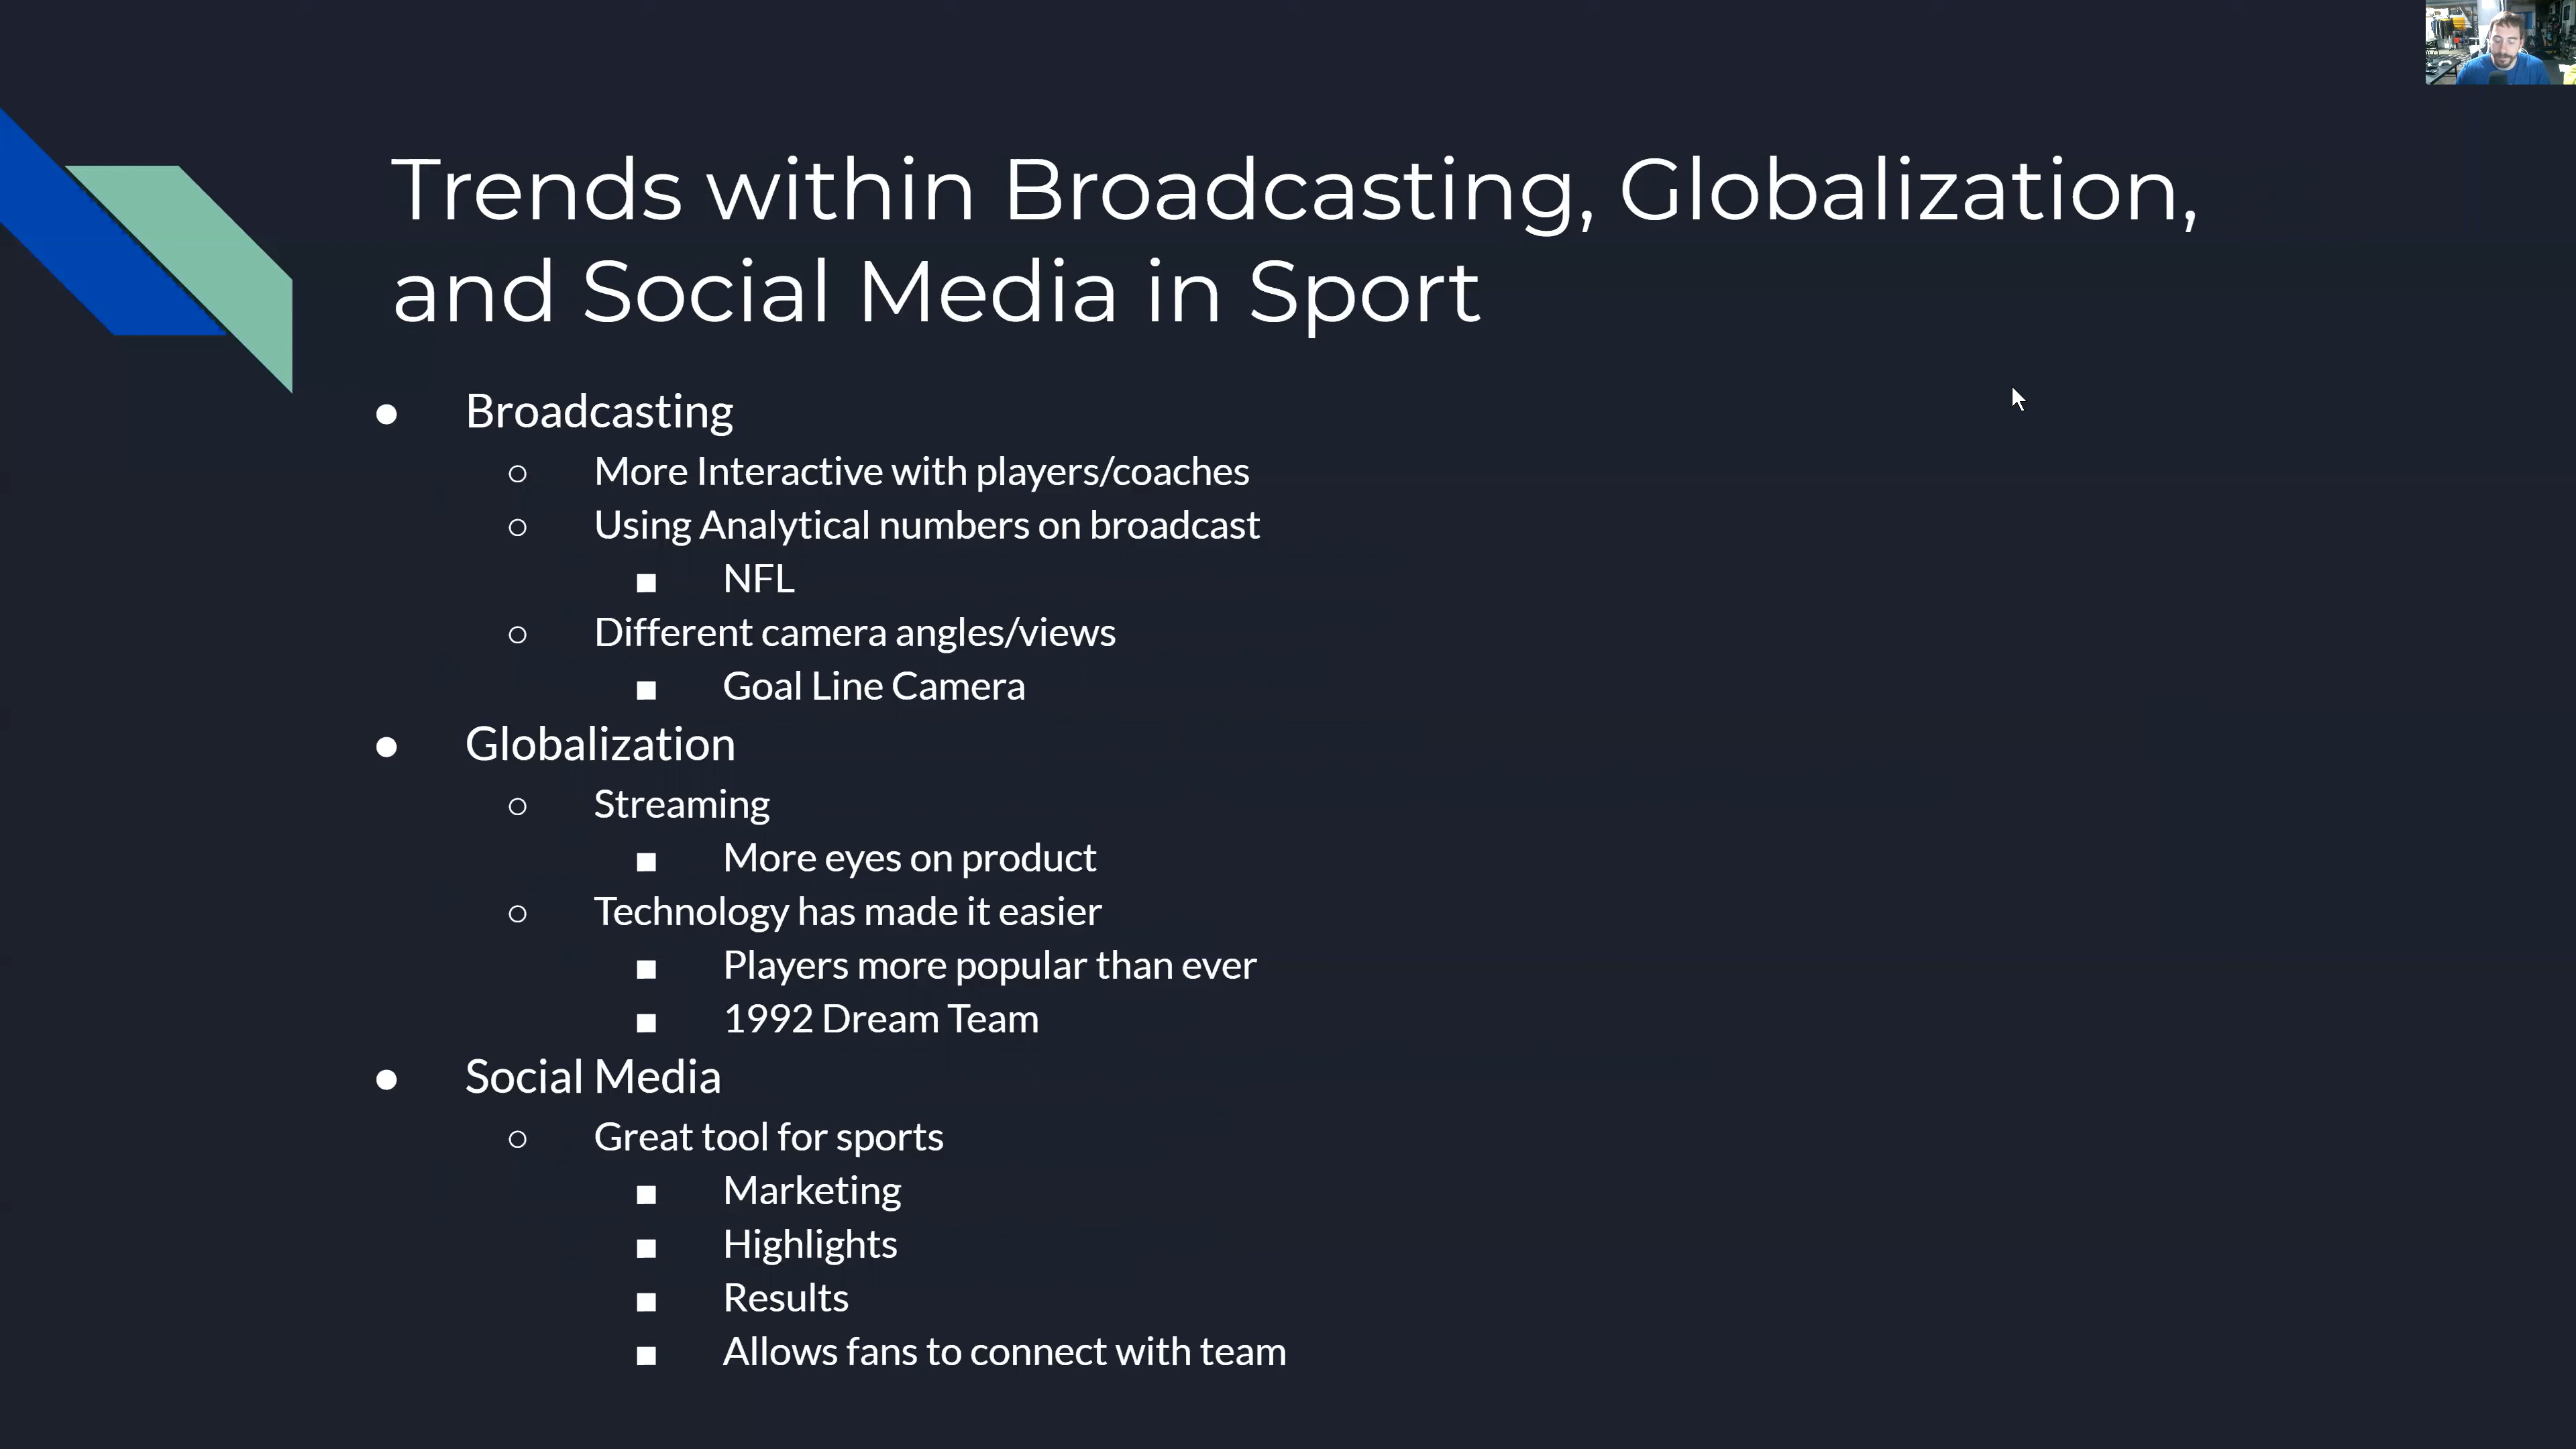 Trends within Broadcasting, Globalization,
and Social Media in Sport
● Broadcasting
○ More Interactive with players/coaches
○ Using Analytical numbers on broadcast
■ NFL
○ Different camera angles/views
■ Goal Line Camera
● Globalization
○ Streaming
■ More eyes on product
○ Technology has made it easier
■ Players more popular than ever
■ 1992 Dream Team
● Social Media
○ Great tool for sports
■ Marketing
■ Highlights
■ Results
■ Allows fans to connect with team